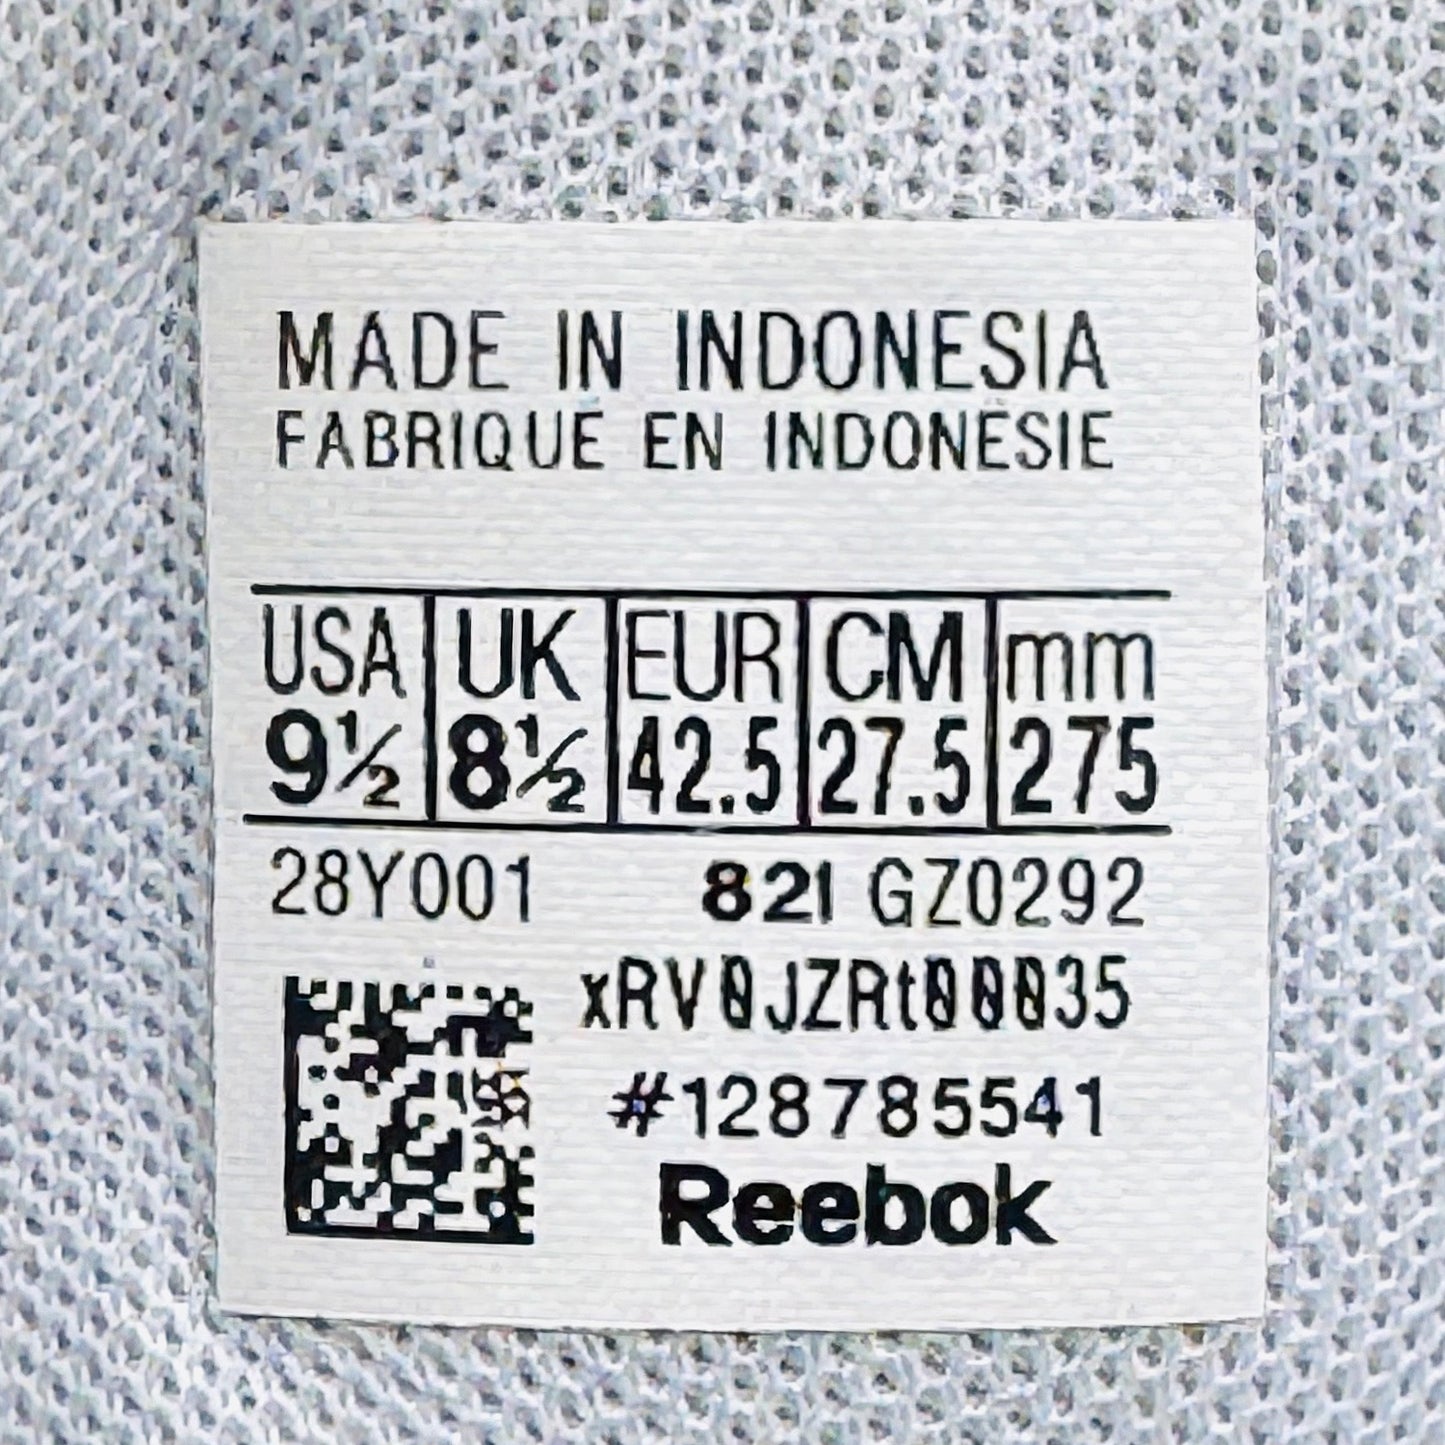 MADE IN INDONESIA
FABRIQUE EN INDONESIE
USA UK EUR CM mm
9½ 8½ 42.5 27.5 275
28Y001 821 GZ0292
xRV0JZRt00035
#128785541
Reebok